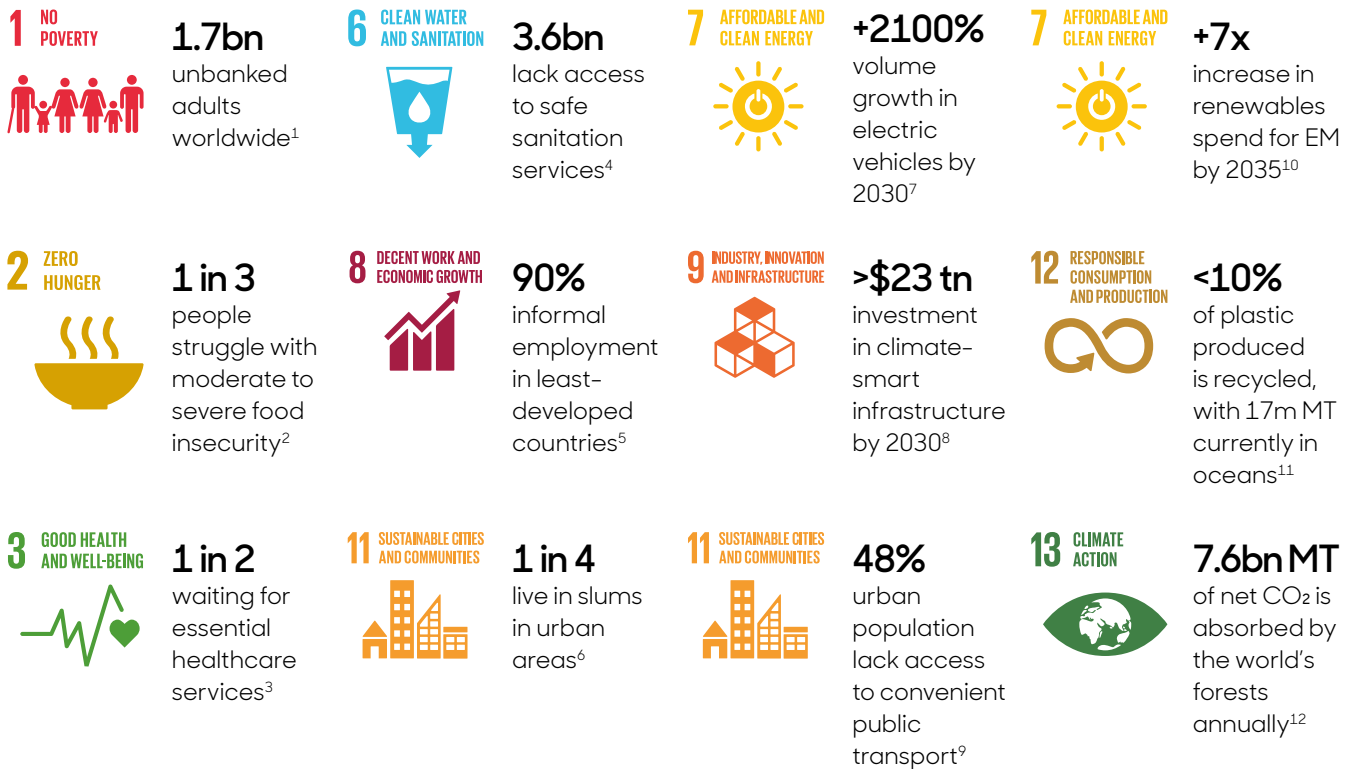 1 NO
POVERTY
1.7bn
unbanked
adults
worldwide¹
6 CLEAN WATER
AND SANITATION
3.6bn
lack access
to safe
sanitation
services⁴
7 AFFORDABLE AND
CLEAN ENERGY
+2100%
volume
growth in
electric
vehicles by
2030⁷
7 AFFORDABLE AND
CLEAN ENERGY
+7x
increase in
renewables
spend for EM
by 2035¹⁰
2 ZERO
HUNGER
1 in 3
people
struggle with
moderate to
severe food
insecurity²
8 DECENT WORK AND
ECONOMIC GROWTH
90%
informal
employment
in least-
developed
countries⁵
9 INDUSTRY, INNOVATION
AND INFRASTRUCTURE
>$23 tn
investment
in climate-
smart
infrastructure
by 2030⁸
12 RESPONSIBLE
CONSUMPTION
AND PRODUCTION
<10%
of plastic
produced
is recycled,
with 17m MT
currently in
oceans¹¹
3 GOOD HEALTH
AND WELL-BEING
1 in 2
waiting for
essential
healthcare
services³
11 SUSTAINABLE CITIES
AND COMMUNITIES
1 in 4
live in slums
in urban
areas⁶
11 SUSTAINABLE CITIES
AND COMMUNITIES
48%
urban
population
lack access
to convenient
public
transport⁹
13 CLIMATE
ACTION
7.6bn MT
of net CO₂ is
absorbed by
the world's
forests
annually¹²